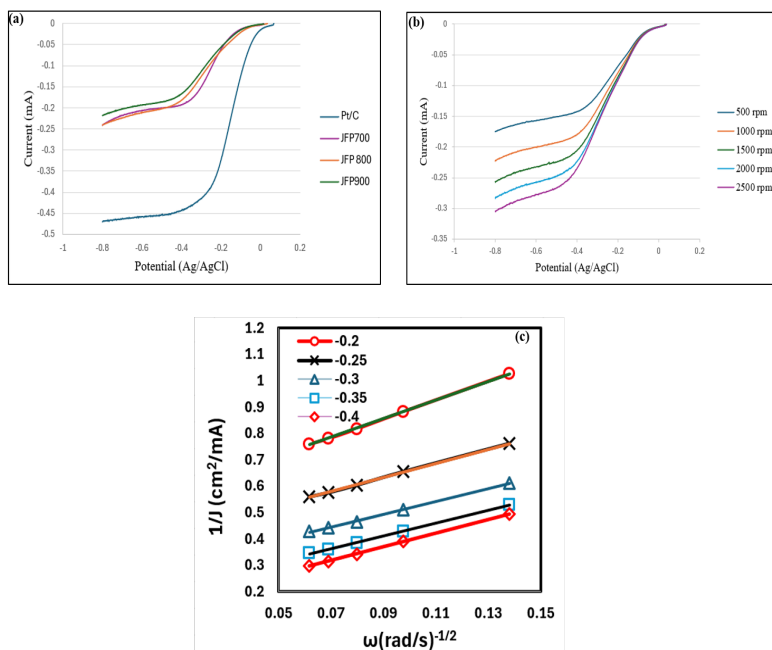 (a)
0
-0.05
-0.1
-0.15
-0.2
-0.25
-0.3
-0.35
-0.4
-0.45
-0.5
Current (mA)
-1 -0.8 -0.6 -0.4 -0.2 0 0.2
Potential (Ag/AgCl)
Pt/C
JFP700
JFP 800
JFP900
(b)
0
-0.05
-0.1
-0.15
-0.2
-0.25
-0.3
-0.35
Current (mA)
-1 -0.8 -0.6 -0.4 -0.2 0 0.2
Potential (Ag/AgCl)
500 rpm
1000 rpm
1500 rpm
2000 rpm
2500 rpm
(c)
-0.2
-0.25
-0.3
-0.35
-0.4
1.2
1.1
1
0.9
0.8
0.7
0.6
0.5
0.4
0.3
0.2
1/J (cm²/mA)
0.05 0.07 0.09 0.11 0.13 0.15
ω(rad/s)⁻¹/²